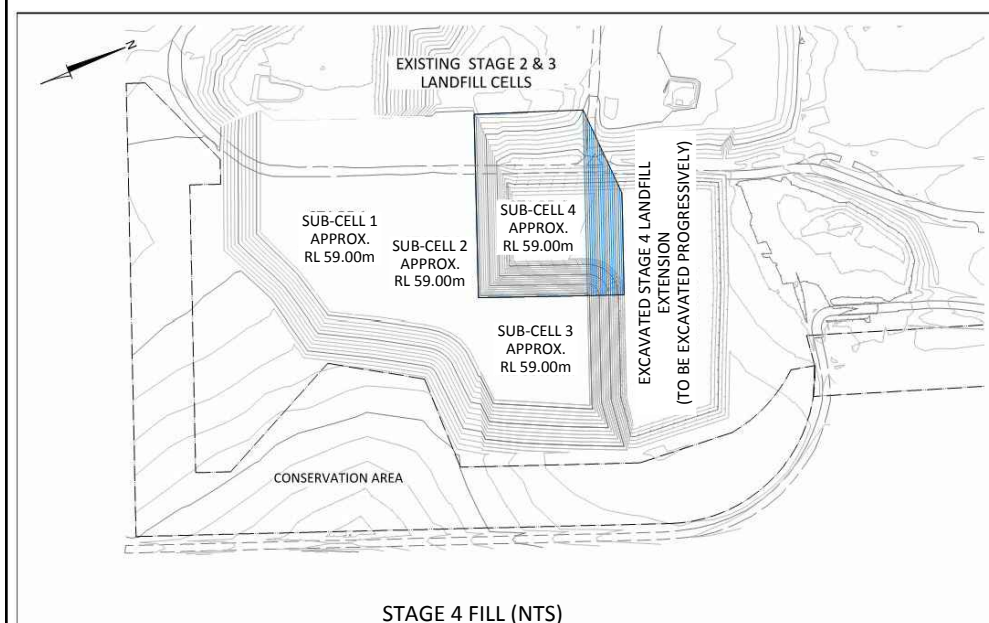 N
EXISTING STAGE 2 & 3
LANDFILL CELLS
SUB-CELL 1
APPROX.
RL 59.00m
SUB-CELL 2
APPROX.
RL 59.00m
SUB-CELL 4
APPROX.
RL 59.00m
SUB-CELL 3
APPROX.
RL 59.00m
EXCAVATED STAGE 4 LANDFILL
EXTENSION
(TO BE EXCAVATED PROGRESSIVELY)
CONSERVATION AREA
STAGE 4 FILL (NTS)